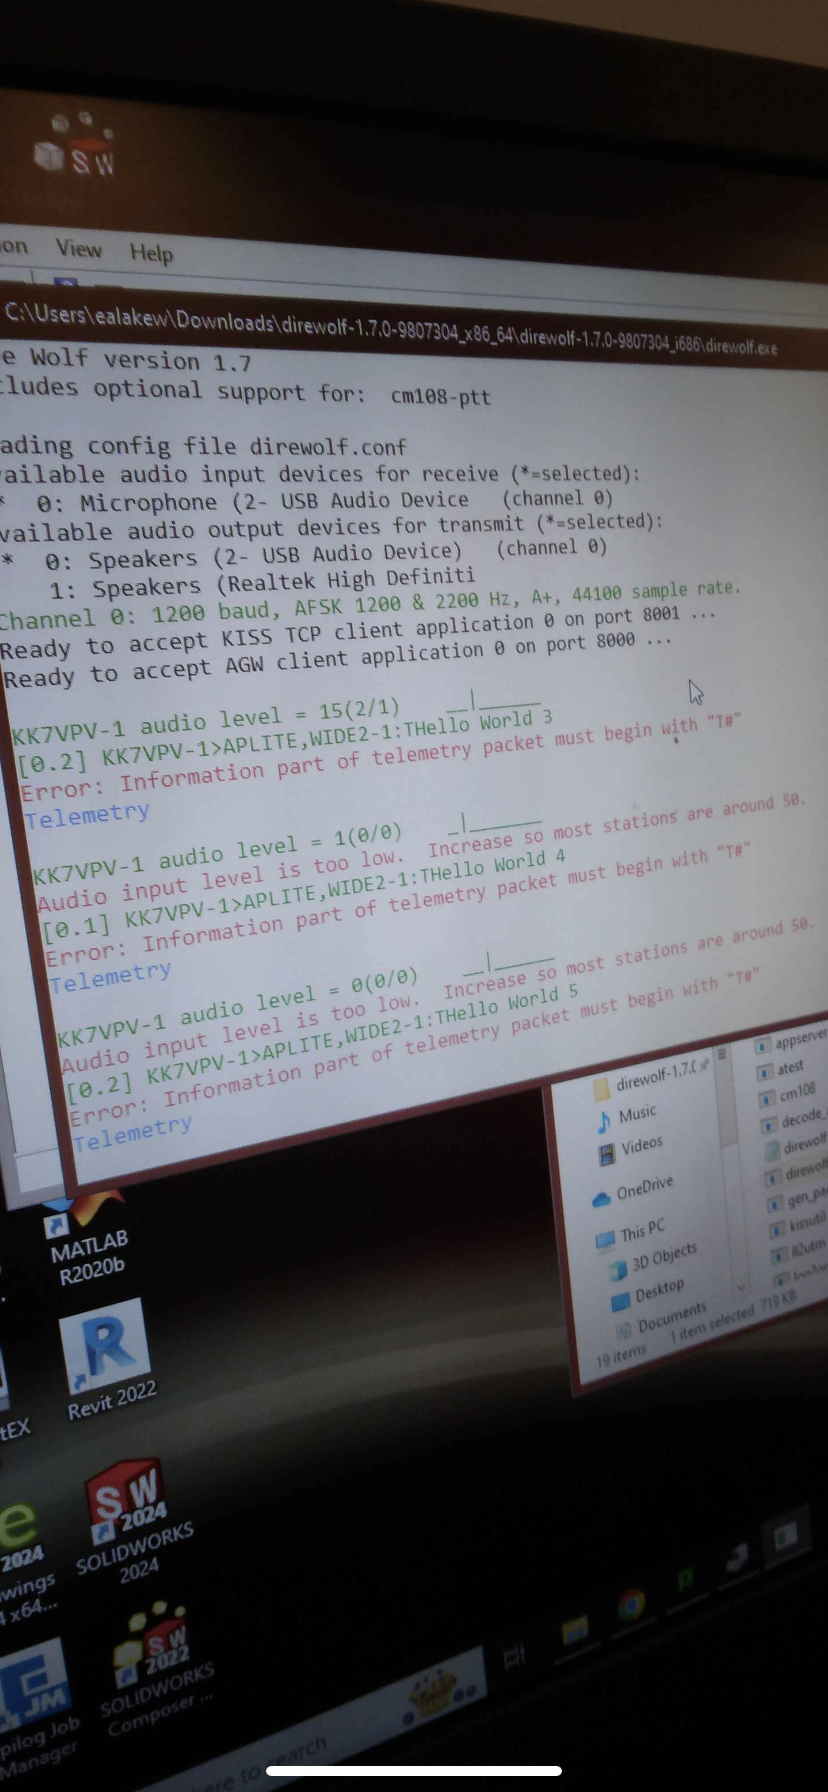 SW
on View Help
C:\Users\ealakew\Downloads\direwolf-1.7.0-9807304_x86_64\direwolf-1.7.0-9807304_i686\direwolf.exe
e Wolf version 1.7
cludes optional support for: cm108-ptt
ading config file direwolf.conf
vailable audio input devices for receive (*=selected):
* 0: Microphone (2- USB Audio Device (channel 0)
vailable audio output devices for transmit (*=selected):
* 0: Speakers (2- USB Audio Device) (channel 0)
1: Speakers (Realtek High Definiti
Channel 0: 1200 baud, AFSK 1200 & 2200 Hz, A+, 44100 sample rate.
Ready to accept KISS TCP client application 0 on port 8001 ...
Ready to accept AGW client application 0 on port 8000 ...
KK7VPV-1 audio level = 15(2/1) __|______
[0.2] KK7VPV-1>APLITE,WIDE2-1:THello World 3
Error: Information part of telemetry packet must begin with "T#"
Telemetry
KK7VPV-1 audio level = 1(0/0) _|_______
Audio input level is too low. Increase so most stations are around 50.
[0.1] KK7VPV-1>APLITE,WIDE2-1:THello World 4
Error: Information part of telemetry packet must begin with "T#"
Telemetry
KK7VPV-1 audio level = 0(0/0) __|______
Audio input level is too low. Increase so most stations are around 50.
[0.2] KK7VPV-1>APLITE,WIDE2-1:THello World 5
Error: Information part of telemetry packet must begin with "T#"
Telemetry
direwolf-1.7.0
Music
Videos
OneDrive
This PC
3D Objects
Desktop
Documents
19 items 1 item selected 719 KB
appserver
atest
cm108
decode_
direwolf
direwolf
gen_pa
kissutil
ll2utm
MATLAB
R2020b
Revit 2022
tEX
SW
2024
SOLIDWORKS
2024
e
2024
wings
4 x64...
SW
2022
SOLIDWORKS
Composer ...
JM
pilog Job
Manager
here to search